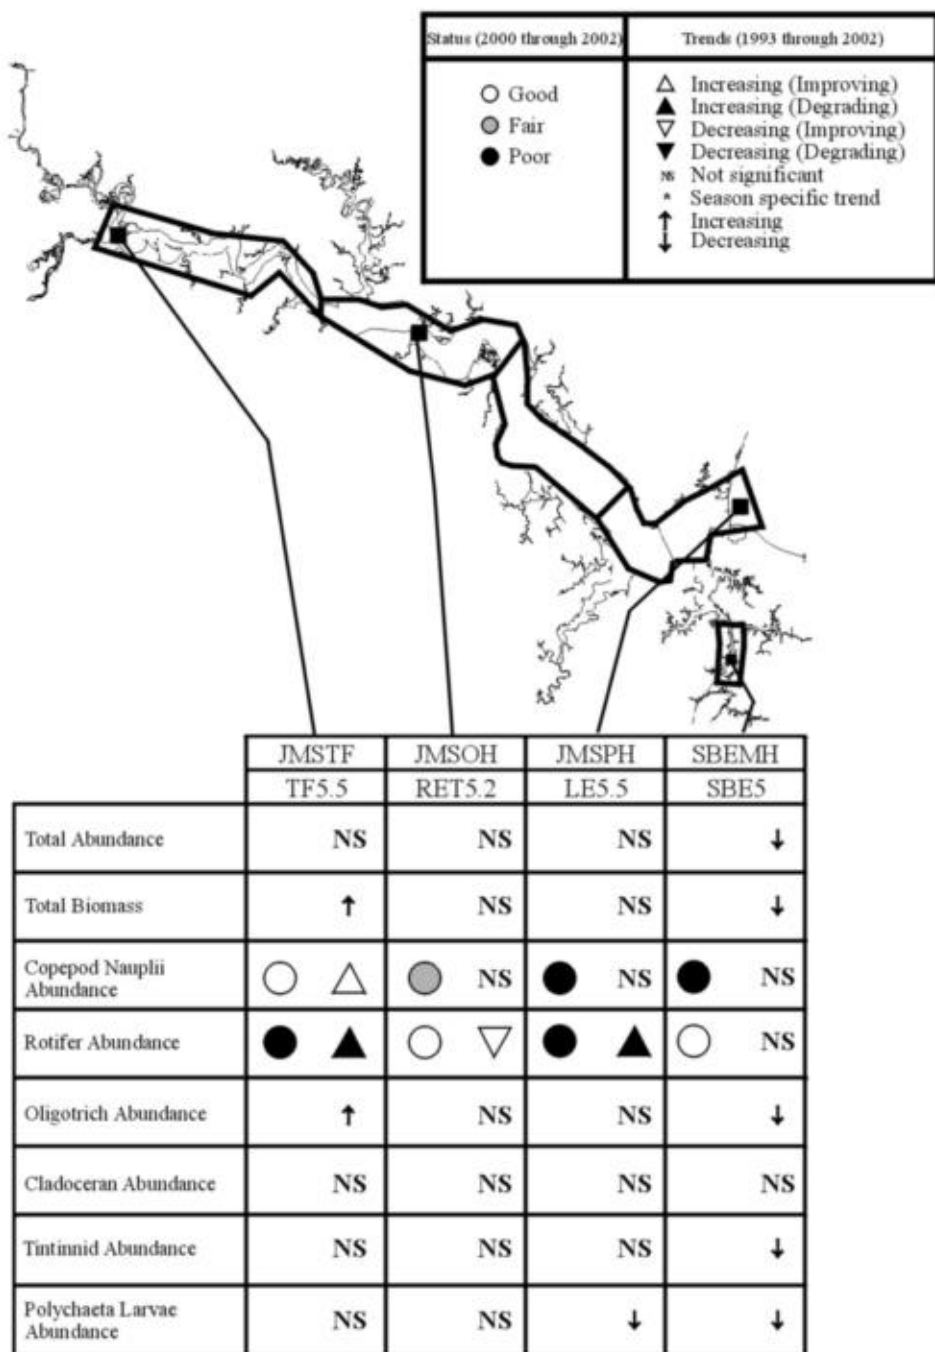 Status (2000 through 2002) Trends (1993 through 2002)
Good
Fair
Poor
Increasing (Improving)
Increasing (Degrading)
Decreasing (Improving)
Decreasing (Degrading)
NS Not significant
* Season specific trend
↑ Increasing
↓ Decreasing
JMSTF JMSOH JMSPH SBEMH
TF5.5 RET5.2 LE5.5 SBE5
Total Abundance NS NS NS ↓
Total Biomass ↑ NS NS ↓
Copepod Nauplii
Abundance NS NS NS
Rotifer Abundance NS
Oligotrich Abundance ↑ NS NS ↓
Cladoceran Abundance NS NS NS NS
Tintinnid Abundance NS NS NS ↓
Polychaeta Larvae
Abundance NS NS ↓ ↓